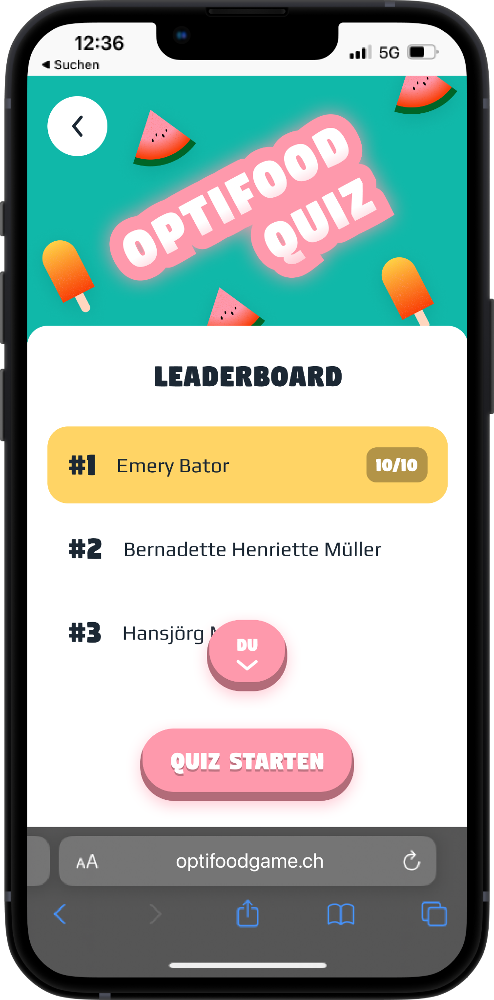 12:36
5G
◀ Suchen
OPTIFOOD
QUIZ
LEADERBOARD
#1 Emery Bator 10/10
#2 Bernadette Henriette Müller
#3 Hansjörg
DU
QUIZ STARTEN
AA optifoodgame.ch